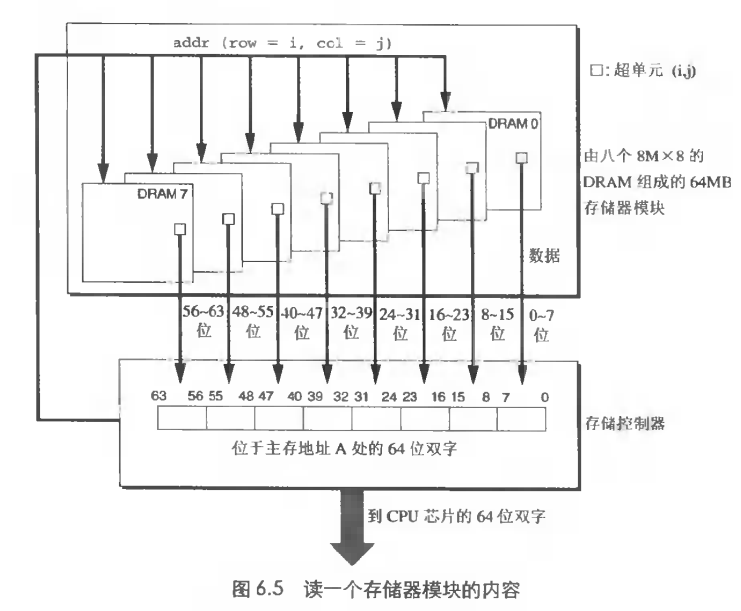 addr (row = i, col = j)
□: 超单元 (i,j)
DRAM 0
由八个 8M×8 的
DRAM 组成的 64MB
存储器模块
DRAM 7
数据
56~63 48~55 40~47 32~39 24~31 16~23 8~15 0~7
位 位 位 位 位 位 位 位
63 56 55 48 47 40 39 32 31 24 23 16 15 8 7 0
存储控制器
位于主存地址 A 处的 64 位双字
到 CPU 芯片的 64 位双字
图 6.5 读一个存储器模块的内容